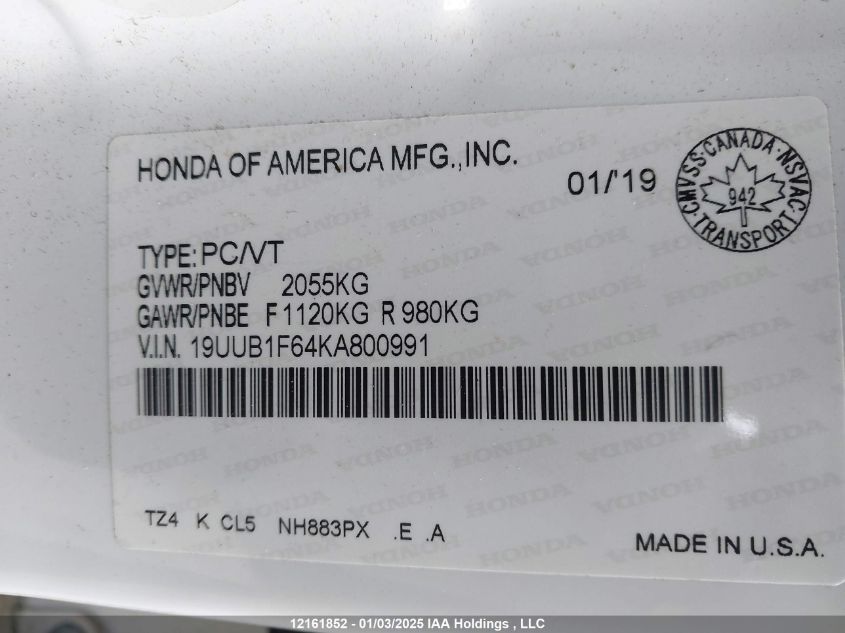 HONDA OF AMERICA MFG.,INC.
01/'19
CMVSS·CANADA·NSVAC·TRANSPORT
942
TYPE:PC/VT
GVWR/PNBV 2055KG
GAWR/PNBE F 1120KG R 980KG
V.I.N. 19UUB1F64KA800991
TZ4 K CL5 NH883PX .E .A
MADE IN U.S.A.
12161852 - 01/03/2025 IAA Holdings , LLC